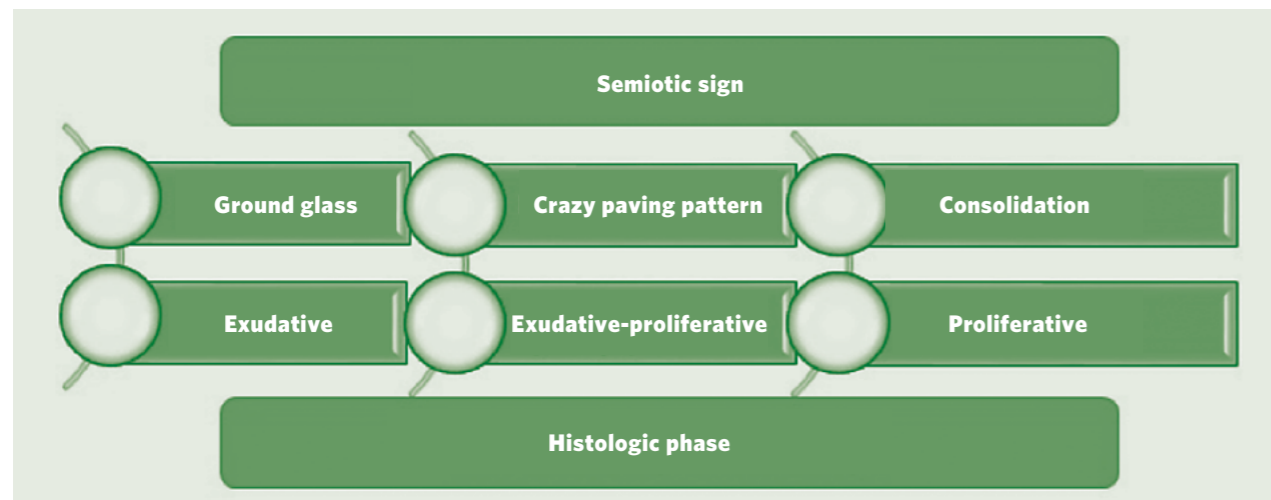 Semiotic sign
Ground glass
Crazy paving pattern
Consolidation
Exudative
Exudative-proliferative
Proliferative
Histologic phase